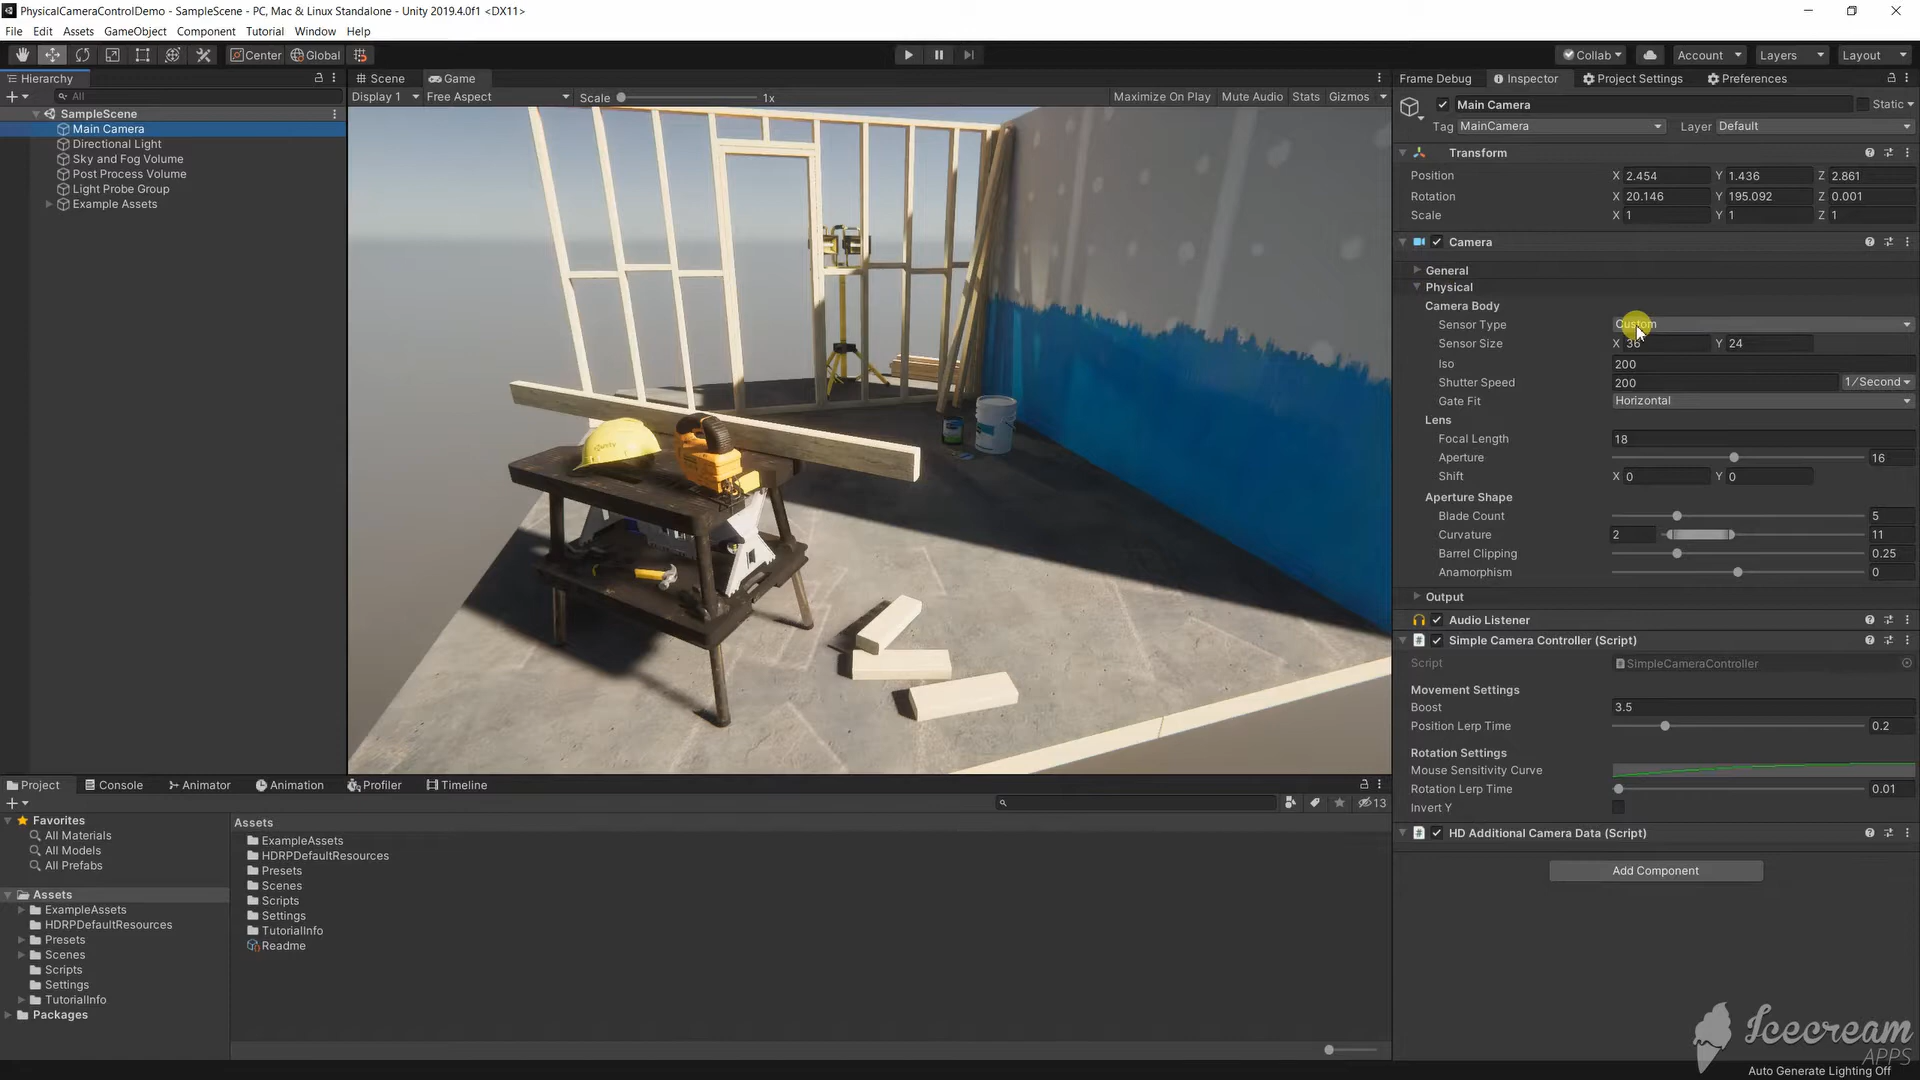 PhysicalCameraControlDemo - SampleScene - PC, Mac & Linux Standalone - Unity 2019.4.0f1 <DX11>
File Edit Assets GameObject Component Tutorial Window Help
Center Global Collab Account Layers Layout
Hierarchy
All
SampleScene
Main Camera
Directional Light
Sky and Fog Volume
Post Process Volume
Light Probe Group
Example Assets
Scene Game
Display 1 Free Aspect Scale 1x Maximize On Play Mute Audio Stats Gizmos
Frame Debug Inspector Project Settings Preferences
Main Camera Static
Tag MainCamera Layer Default
Transform
Position X 2.454 Y 1.436 Z 2.861
Rotation X 20.146 Y 195.092 Z 0.001
Scale X 1 Y 1 Z 1
Camera
General
Physical
Camera Body
Sensor Type Custom
Sensor Size X 36 Y 24
Iso 200
Shutter Speed 200 1/Second
Gate Fit Horizontal
Lens
Focal Length 18
Aperture 16
Shift X 0 Y 0
Aperture Shape
Blade Count 5
Curvature 2 11
Barrel Clipping 0.25
Anamorphism 0
Output
Audio Listener
Simple Camera Controller (Script)
Script SimpleCameraController
Movement Settings
Boost 3.5
Position Lerp Time 0.2
Rotation Settings
Mouse Sensitivity Curve
Rotation Lerp Time 0.01
Invert Y
HD Additional Camera Data (Script)
Add Component
Project Console Animator Animation Profiler Timeline
13
Favorites
All Materials
All Models
All Prefabs
Assets
ExampleAssets
HDRPDefaultResources
Presets
Scenes
Scripts
Settings
TutorialInfo
Packages
Assets
ExampleAssets
HDRPDefaultResources
Presets
Scenes
Scripts
Settings
TutorialInfo
Readme
Icecream
APPS
Auto Generate Lighting Off